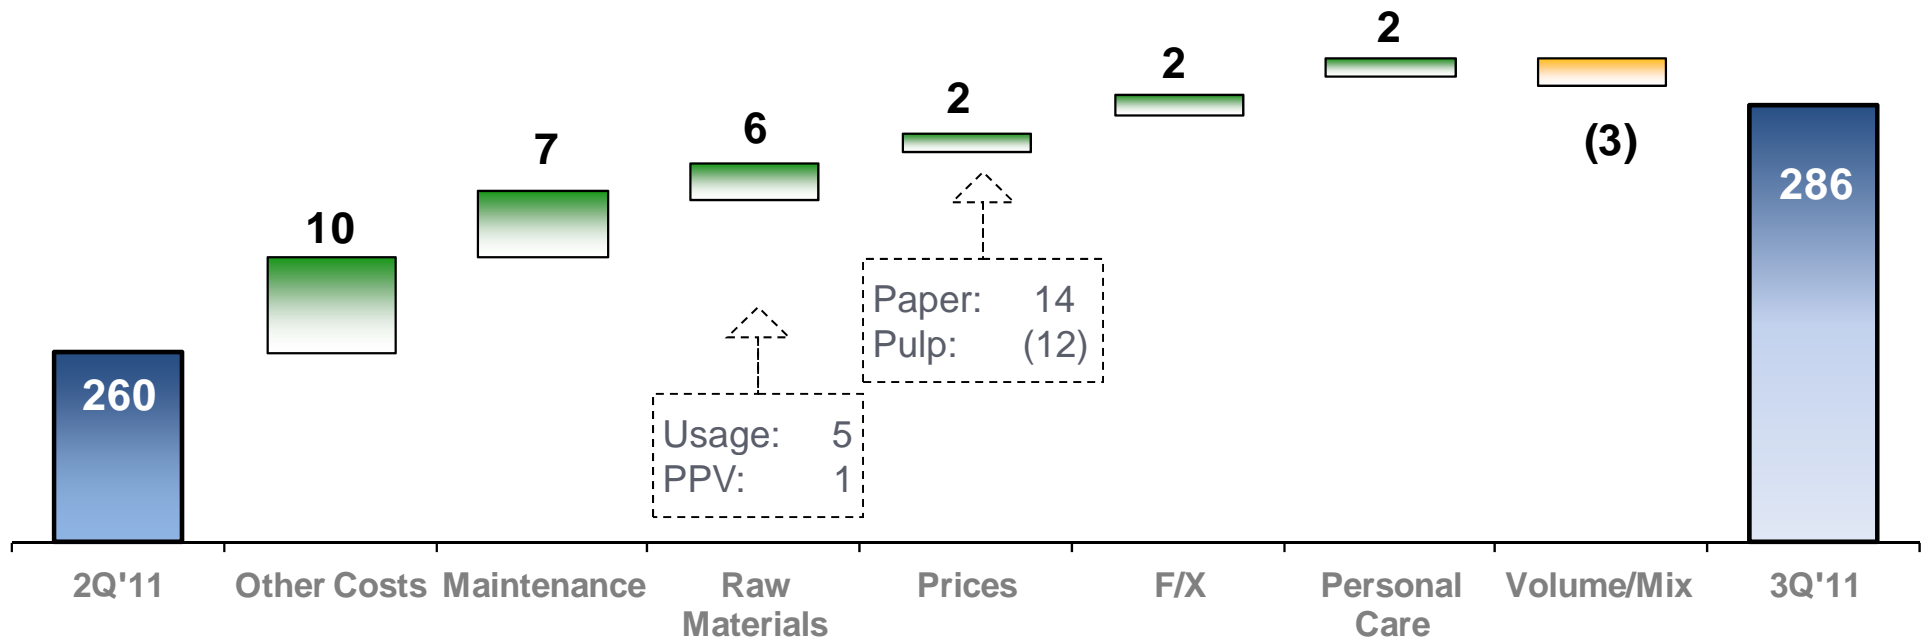 2
2
2
6
7
(3)
10
286
Paper: 14
Pulp: (12)
260
Usage: 5
PPV: 1
2Q'11 Other Costs Maintenance Raw Prices F/X Personal Volume/Mix 3Q'11
Materials Care